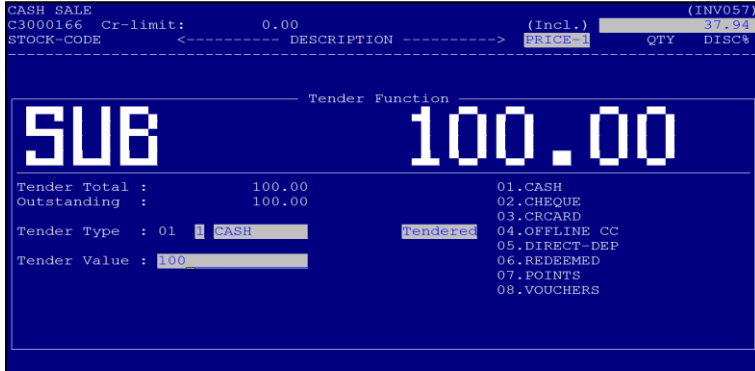 CASH SALE (INV057)
C3000166 Cr-limit: 0.00 (Incl.) 37.94
STOCK-CODE <---------- DESCRIPTION ----------> PRICE-1 QTY DISC%
Tender Function
SUB 100.00
Tender Total : 100.00 01.CASH
Outstanding : 100.00 02.CHEQUE
03.CRCARD
Tender Type : 01 1 CASH Tendered 04.OFFLINE CC
05.DIRECT-DEP
Tender Value : 100_ 06.REDEEMED
07.POINTS
08.VOUCHERS